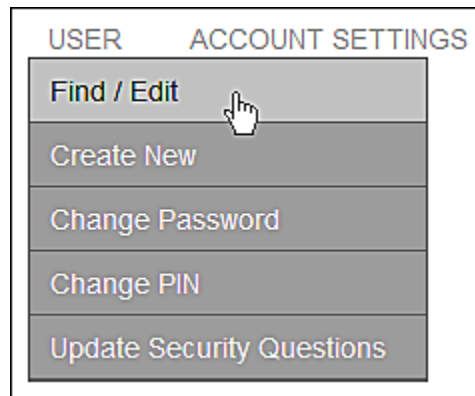 USER ACCOUNT SETTINGS
Find / Edit
Create New
Change Password
Change PIN
Update Security Questions